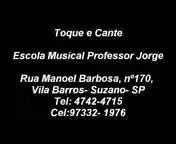 Toque e Cante
Escola Musical Professor Jorge
Rua Manoel Barbosa, nº170,
Vila Barros- Suzano- SP
Tel: 4742-4715
Cel:97332- 1976